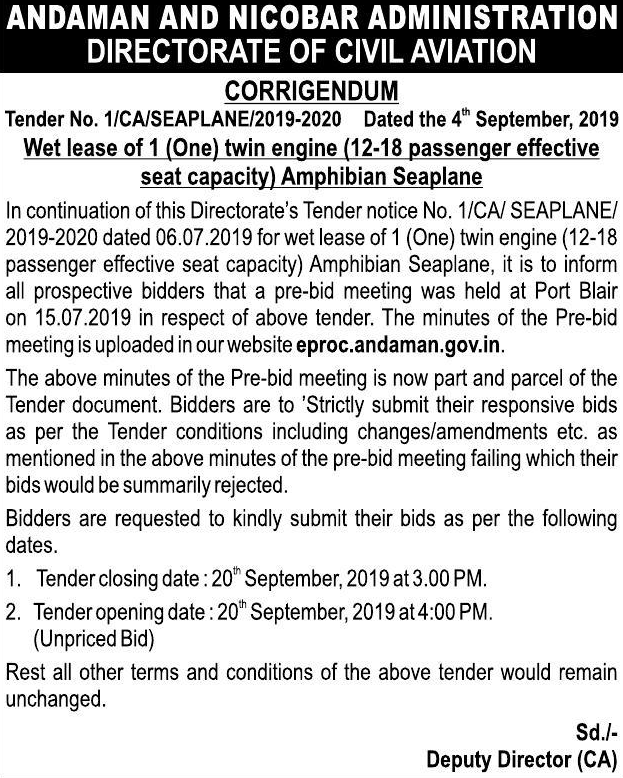 ANDAMAN AND NICOBAR ADMINISTRATION
DIRECTORATE OF CIVIL AVIATION
CORRIGENDUM
Tender No. 1/CA/SEAPLANE/2019-2020 Dated the 4th September, 2019
Wet lease of 1 (One) twin engine (12-18 passenger effective
seat capacity) Amphibian Seaplane
In continuation of this Directorate's Tender notice No. 1/CA/ SEAPLANE/
2019-2020 dated 06.07.2019 for wet lease of 1 (One) twin engine (12-18
passenger effective seat capacity) Amphibian Seaplane, it is to inform
all prospective bidders that a pre-bid meeting was held at Port Blair
on 15.07.2019 in respect of above tender. The minutes of the Pre-bid
meeting is uploaded in our website eproc.andaman.gov.in.
The above minutes of the Pre-bid meeting is now part and parcel of the
Tender document. Bidders are to 'Strictly submit their responsive bids
as per the Tender conditions including changes/amendments etc. as
mentioned in the above minutes of the pre-bid meeting failing which their
bids would be summarily rejected.
Bidders are requested to kindly submit their bids as per the following
dates.
1. Tender closing date : 20th September, 2019 at 3.00 PM.
2. Tender opening date : 20th September, 2019 at 4:00 PM.
(Unpriced Bid)
Rest all other terms and conditions of the above tender would remain
unchanged.
Sd./-
Deputy Director (CA)